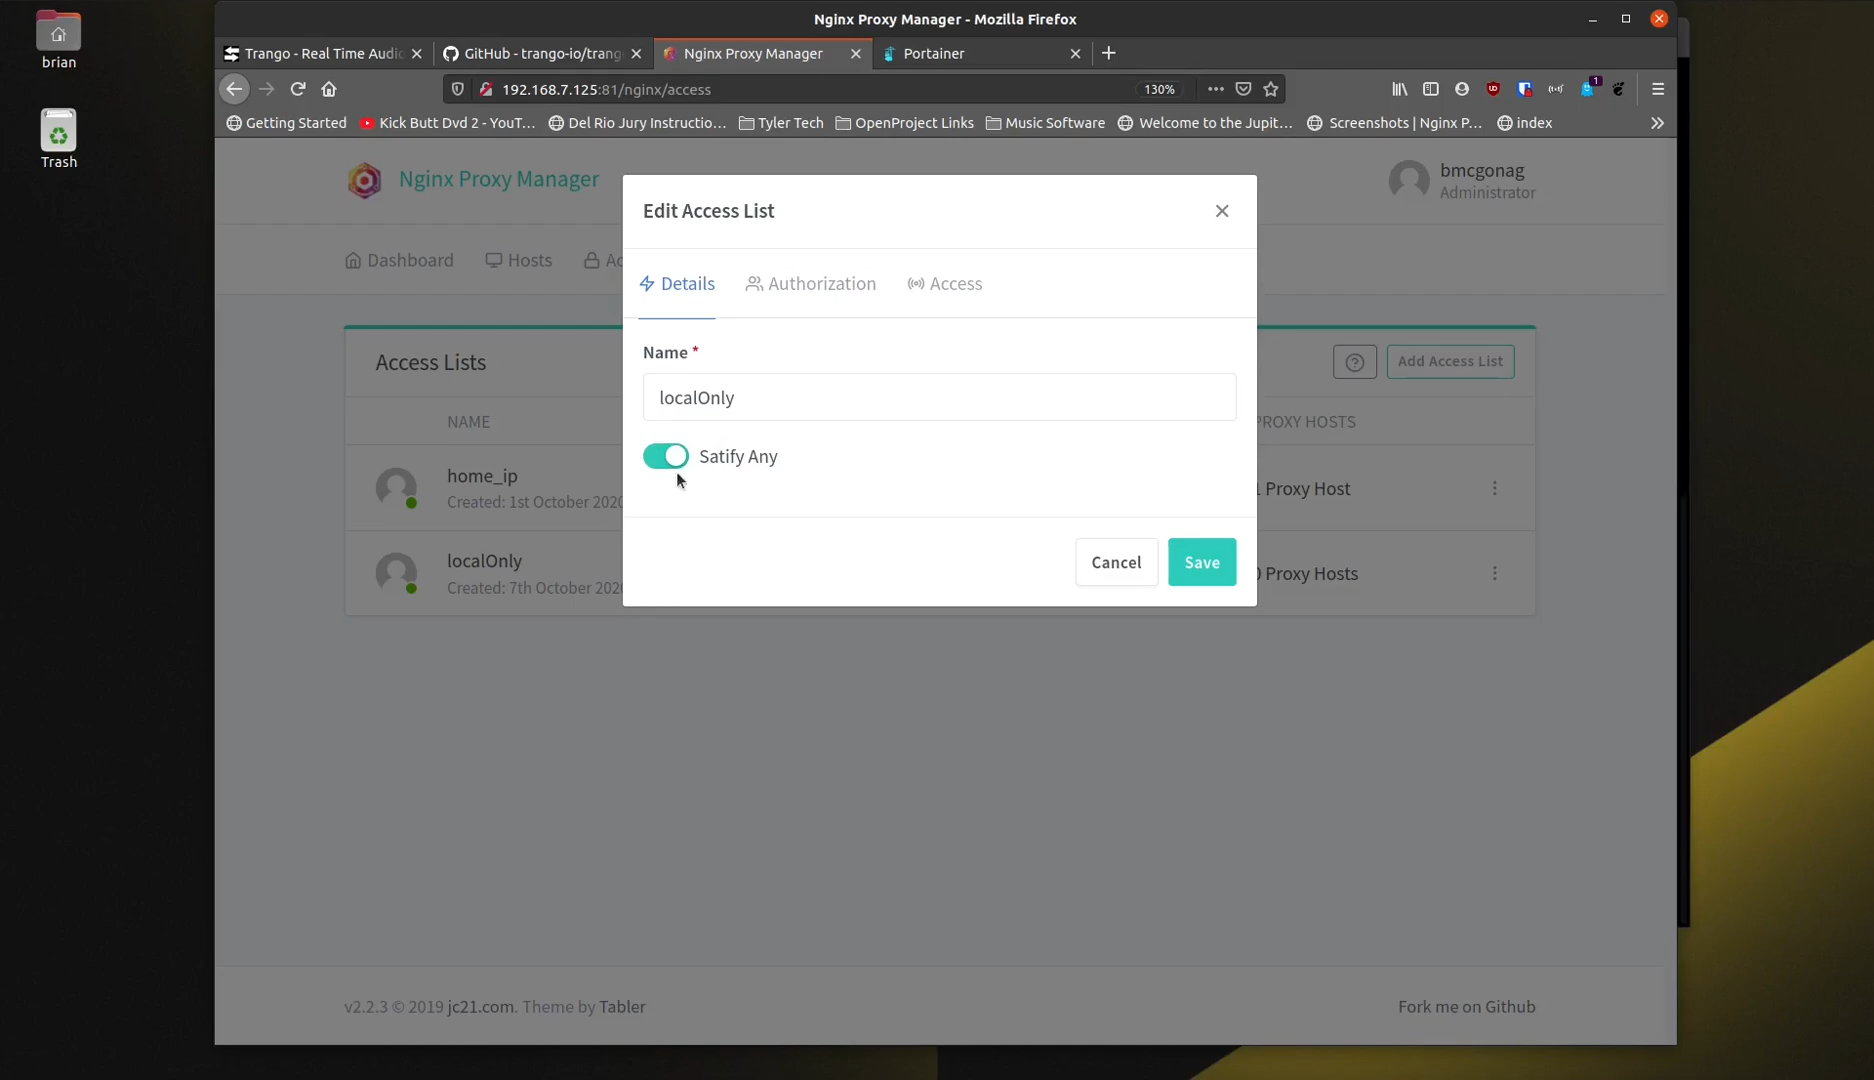 brian
Trash
Nginx Proxy Manager - Mozilla Firefox
Trango - Real Time Audio
GitHub - trango-io/trang
Nginx Proxy Manager
Portainer
192.168.7.125:81/nginx/access
130%
1
Getting Started
Kick Butt Dvd 2 - YouT...
Del Rio Jury Instructio...
Tyler Tech
OpenProject Links
Music Software
Welcome to the Jupit...
Screenshots | Nginx P...
index
Nginx Proxy Manager
bmcgonag
Administrator
Dashboard
Hosts
Ac
Edit Access List
Details
Authorization
Access
Name *
localOnly
Satify Any
Cancel
Save
Access Lists
Add Access List
NAME
PROXY HOSTS
home_ip
Created: 1st October 2020
1 Proxy Host
localOnly
Created: 7th October 2020
0 Proxy Hosts
v2.2.3 © 2019 jc21.com. Theme by Tabler
Fork me on Github